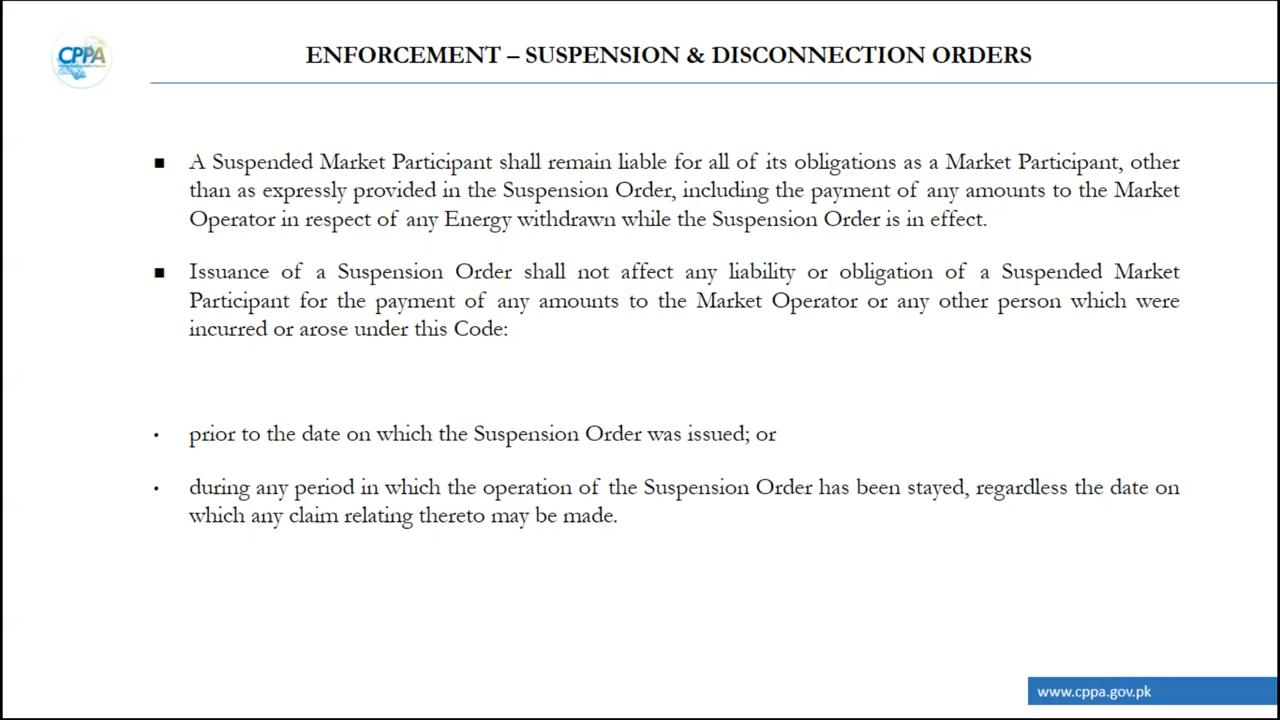 CPPA
ENFORCEMENT – SUSPENSION & DISCONNECTION ORDERS
■ A Suspended Market Participant shall remain liable for all of its obligations as a Market Participant, other
than as expressly provided in the Suspension Order, including the payment of any amounts to the Market
Operator in respect of any Energy withdrawn while the Suspension Order is in effect.
■ Issuance of a Suspension Order shall not affect any liability or obligation of a Suspended Market
Participant for the payment of any amounts to the Market Operator or any other person which were
incurred or arose under this Code:
• prior to the date on which the Suspension Order was issued; or
• during any period in which the operation of the Suspension Order has been stayed, regardless the date on
which any claim relating thereto may be made.
www.cppa.gov.pk